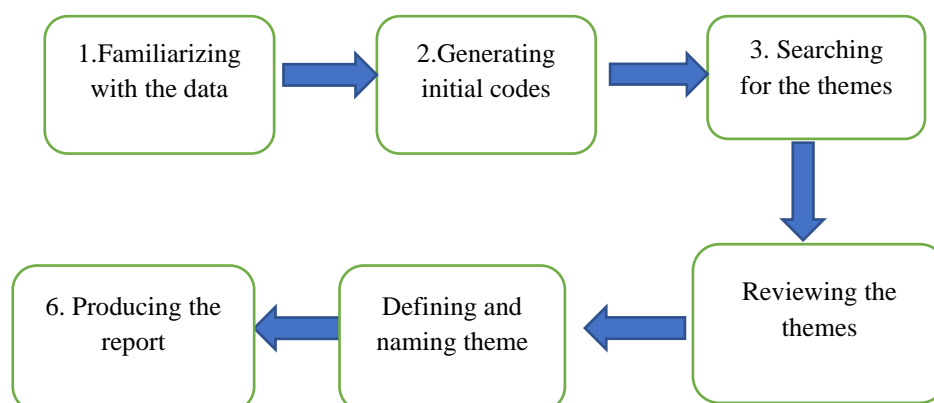 1.Familiarizing
with the data
2.Generating
initial codes
3. Searching
for the themes
Reviewing the
themes
Defining and
naming theme
6. Producing the
report